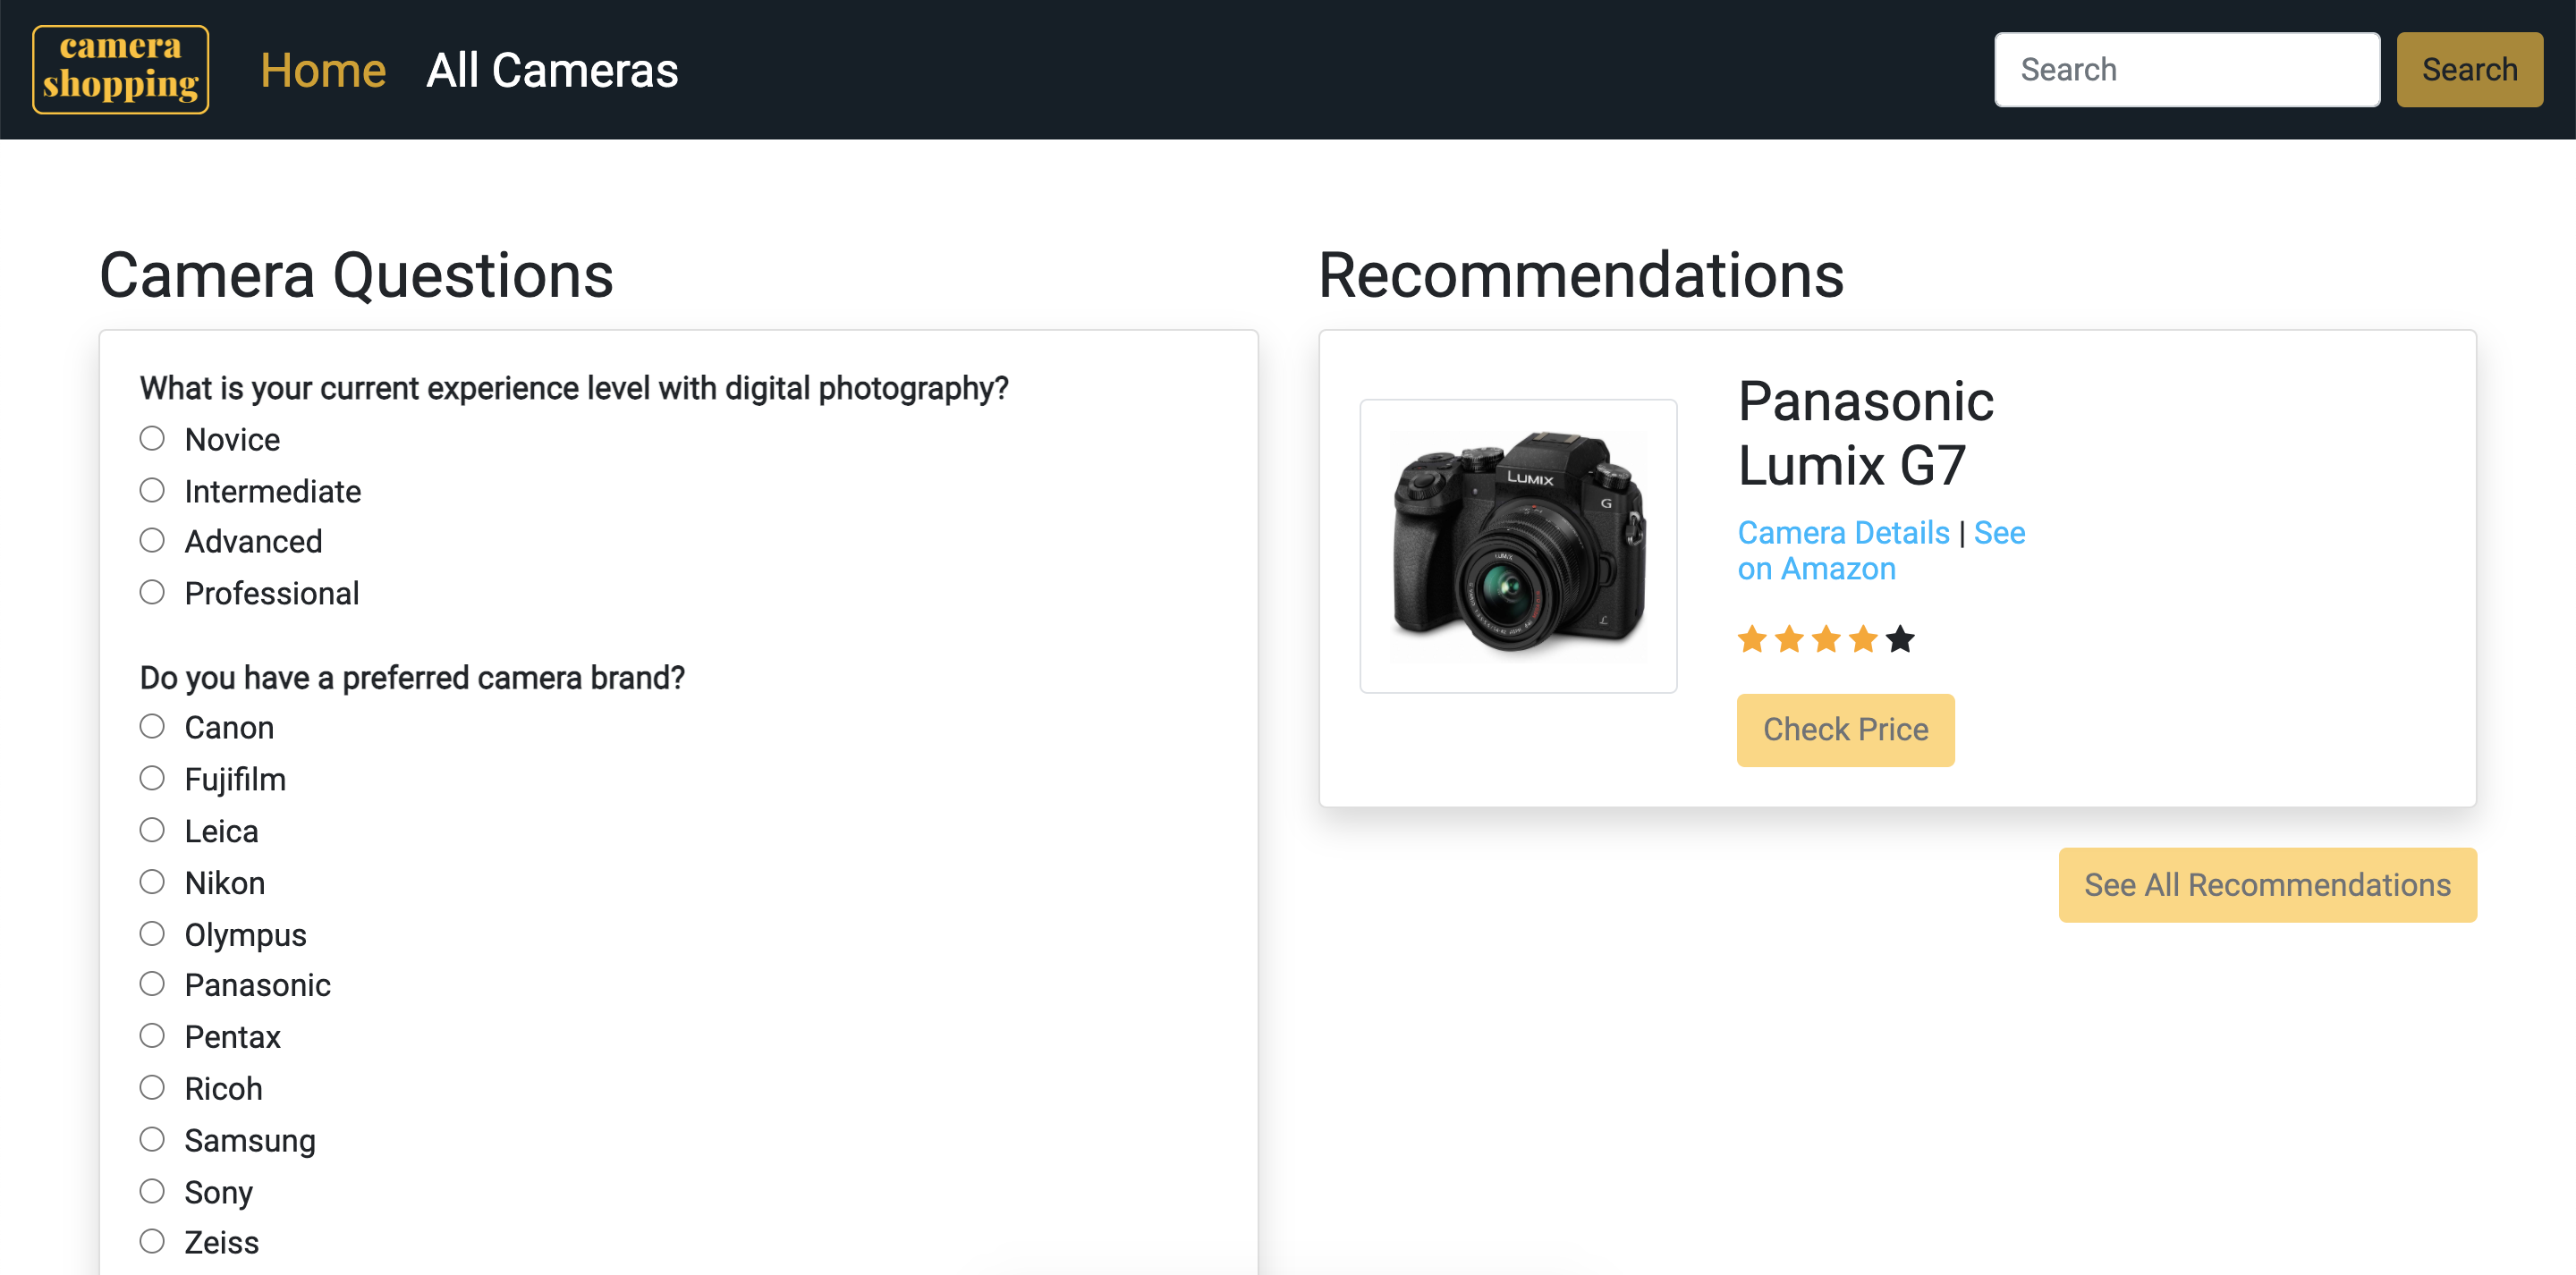 camera
shopping
Home
All Cameras
Search
Search
Camera Questions
What is your current experience level with digital photography?
Novice
Intermediate
Advanced
Professional
Do you have a preferred camera brand?
Canon
Fujifilm
Leica
Nikon
Olympus
Panasonic
Pentax
Ricoh
Samsung
Sony
Zeiss
Recommendations
LUMIX
G
LUMIX
Panasonic
Lumix G7
Camera Details | See
on Amazon
Check Price
See All Recommendations